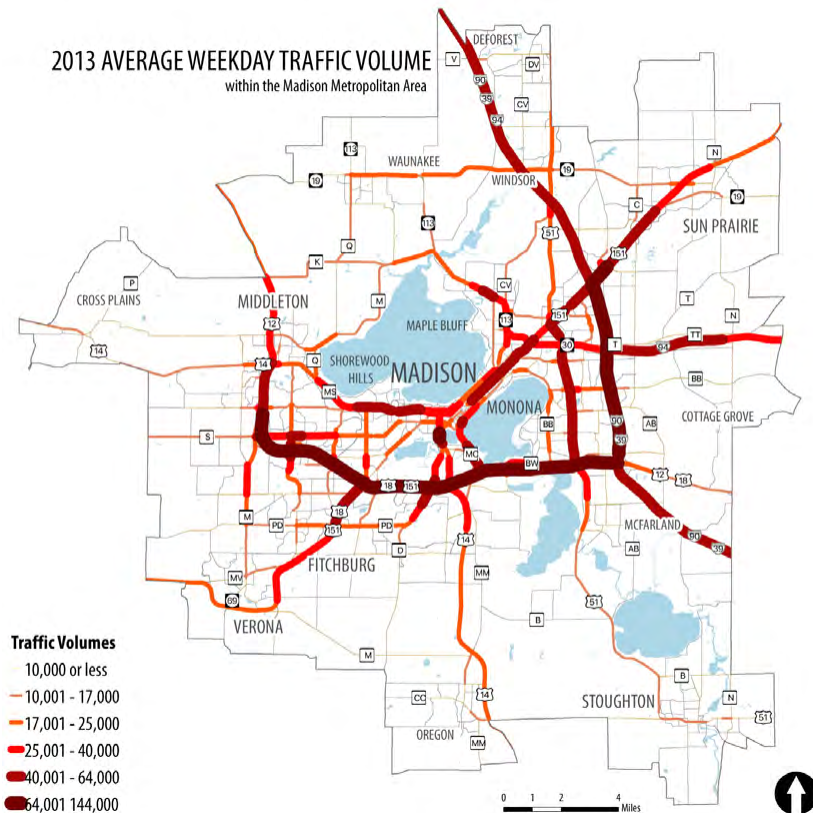 2013 AVERAGE WEEKDAY TRAFFIC VOLUME
within the Madison Metropolitan Area
DEFOREST
V
DV
90
39
CV
94
113
WAUNAKEE
19
19
N
WINDSOR
19
C
113
51
SUN PRAIRIE
Q
151
K
P
CV
T
CROSS PLAINS
MIDDLETON
M
N
151
113
12
MAPLE BLUFF
TT
14
30
T
94
14
Q
SHOREWOOD
HILLS
MADISON
BB
MS
MONONA
COTTAGE GROVE
90
BB
AB
S
39
MC
BW
12
18
18
151
18
M
PD
151
PD
MCFARLAND
90
14
39
D
AB
FITCHBURG
MV
MM
69
51
B
VERONA
Traffic Volumes
M
10,000 or less
B
10,001 - 17,000
CC
14
STOUGHTON
N
17,001 - 25,000
51
OREGON
MM
25,001 - 40,000
40,001 - 64,000
64,001 144,000
0 1 2 4
Miles